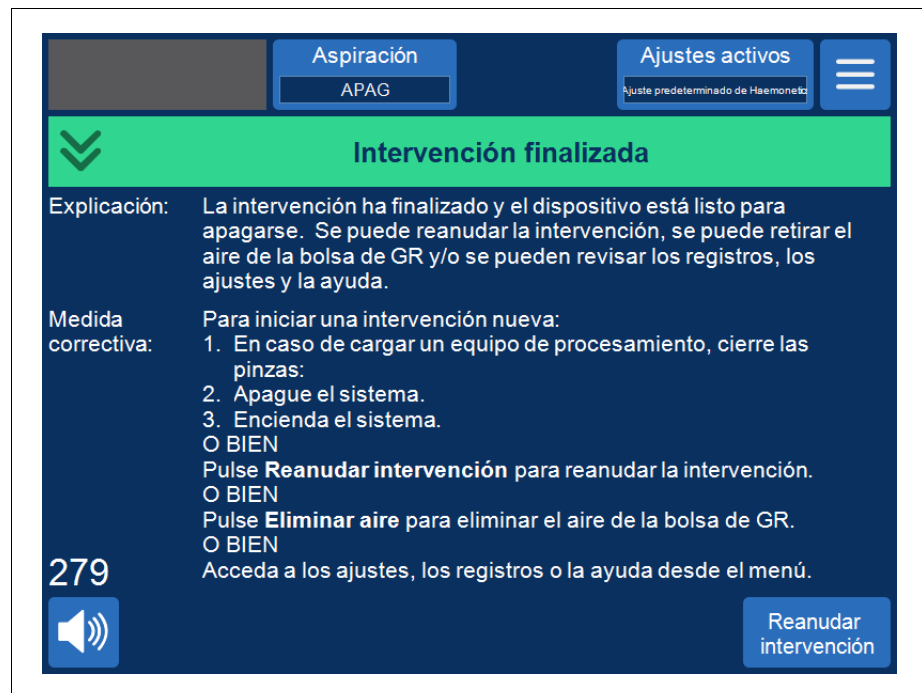 Aspiración
APAG
Ajustes activos
Ajuste predeterminado de Haemonetic
Intervención finalizada
Explicación:
La intervención ha finalizado y el dispositivo está listo para
apagarse. Se puede reanudar la intervención, se puede retirar el
aire de la bolsa de GR y/o se pueden revisar los registros, los
ajustes y la ayuda.
Medida
correctiva:
Para iniciar una intervención nueva:
1. En caso de cargar un equipo de procesamiento, cierre las
pinzas:
2. Apague el sistema.
3. Encienda el sistema.
O BIEN
Pulse Reanudar intervención para reanudar la intervención.
O BIEN
Pulse Eliminar aire para eliminar el aire de la bolsa de GR.
O BIEN
Acceda a los ajustes, los registros o la ayuda desde el menú.
279
Reanudar
intervención